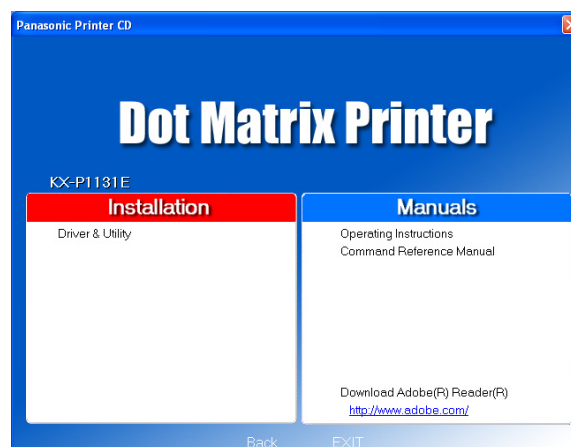 Panasonic Printer CD
Dot Matrix Printer
KX-P1131E
Installation
Driver & Utility
Manuals
Operating Instructions
Command Reference Manual
Download Adobe(R) Reader(R)
http://www.adobe.com/
Back EXIT